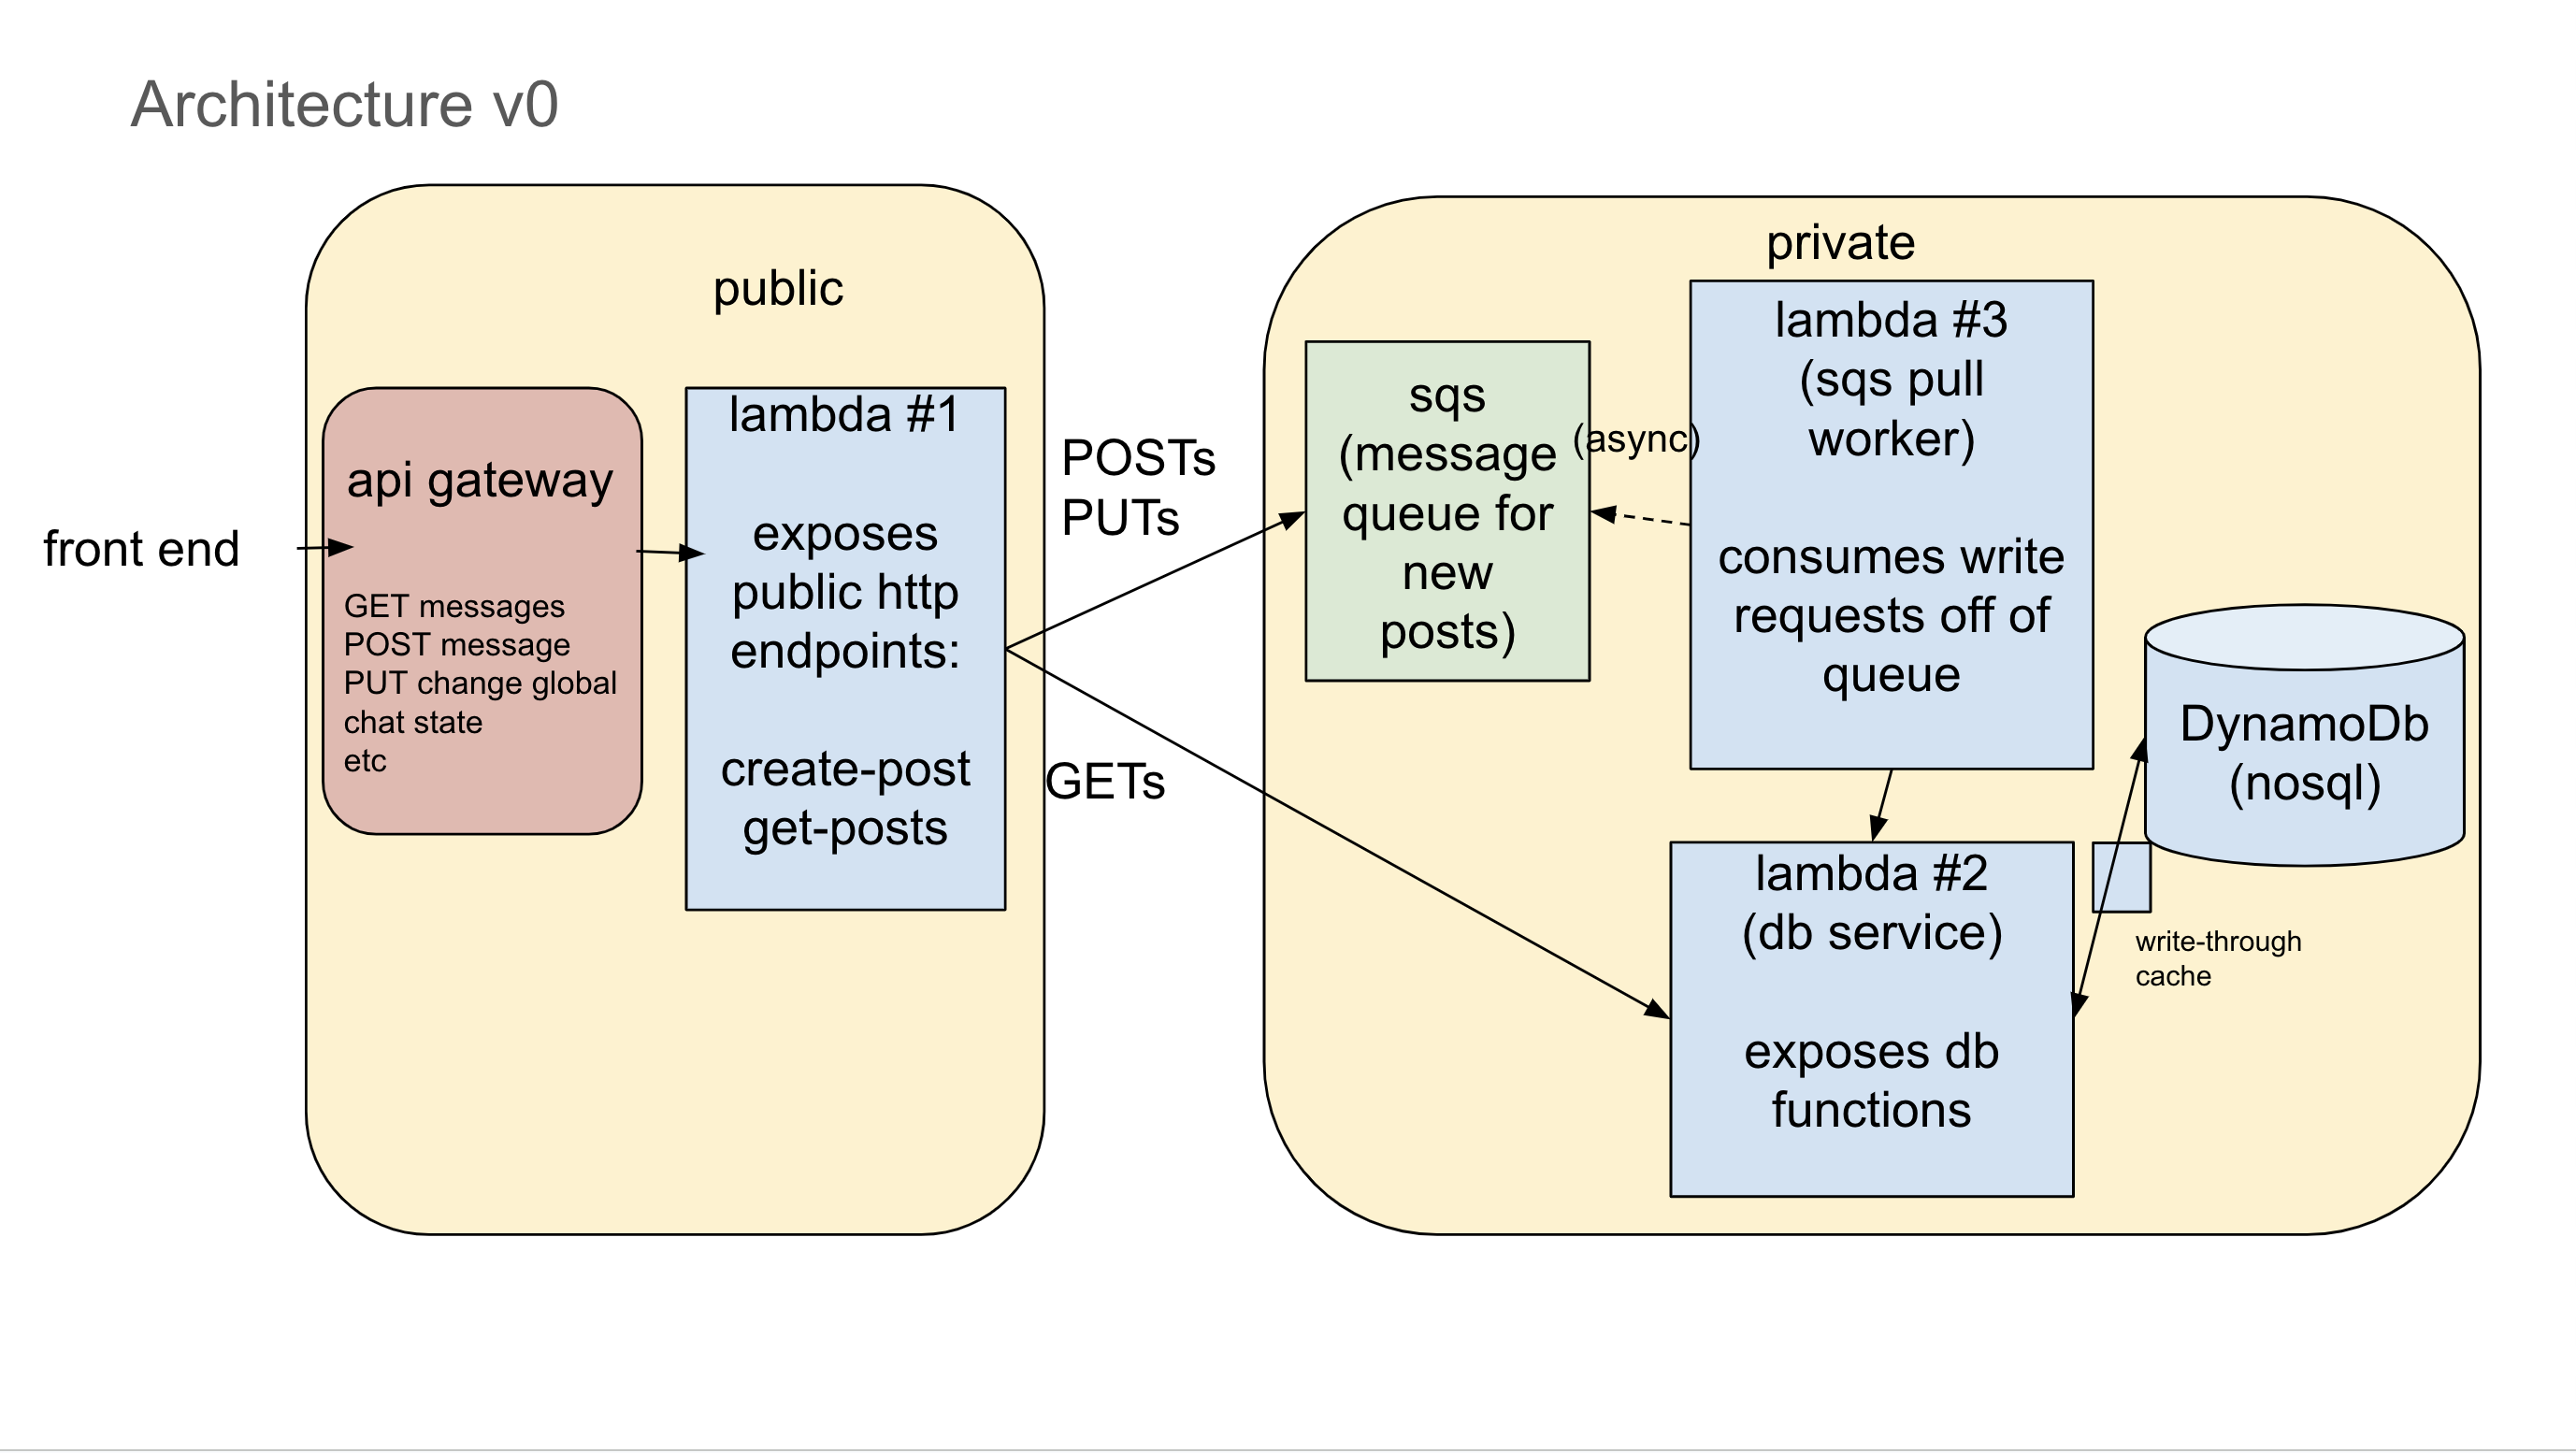 Architecture v0
public
private
front end
api gateway
GET messages
POST message
PUT change global
chat state
etc
lambda #1
exposes
public http
endpoints:
create-post
get-posts
POSTs
PUTs
GETs
sqs
(message
queue for
new
posts)
(async)
lambda #3
(sqs pull
worker)
consumes write
requests off of
queue
lambda #2
(db service)
exposes db
functions
DynamoDb
(nosql)
write-through
cache